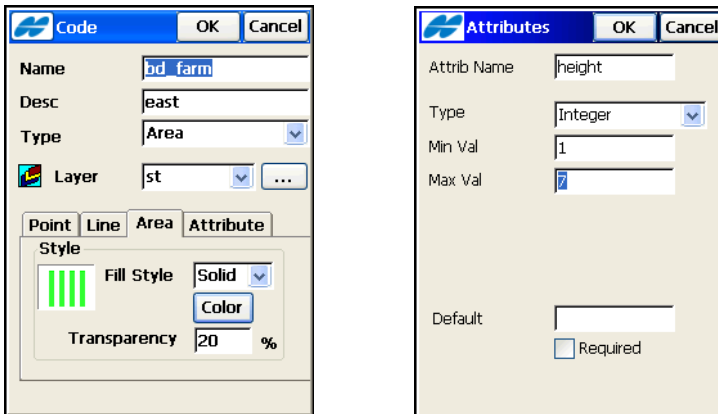 Code OK Cancel
Name bd_farm
Desc east
Type Area
Layer st ...
Point Line Area Attribute
Style
Fill Style Solid
Color
Transparency 20 %
Attributes OK Cancel
Attrib Name height
Type Integer
Min Val 1
Max Val 7
Default
Required